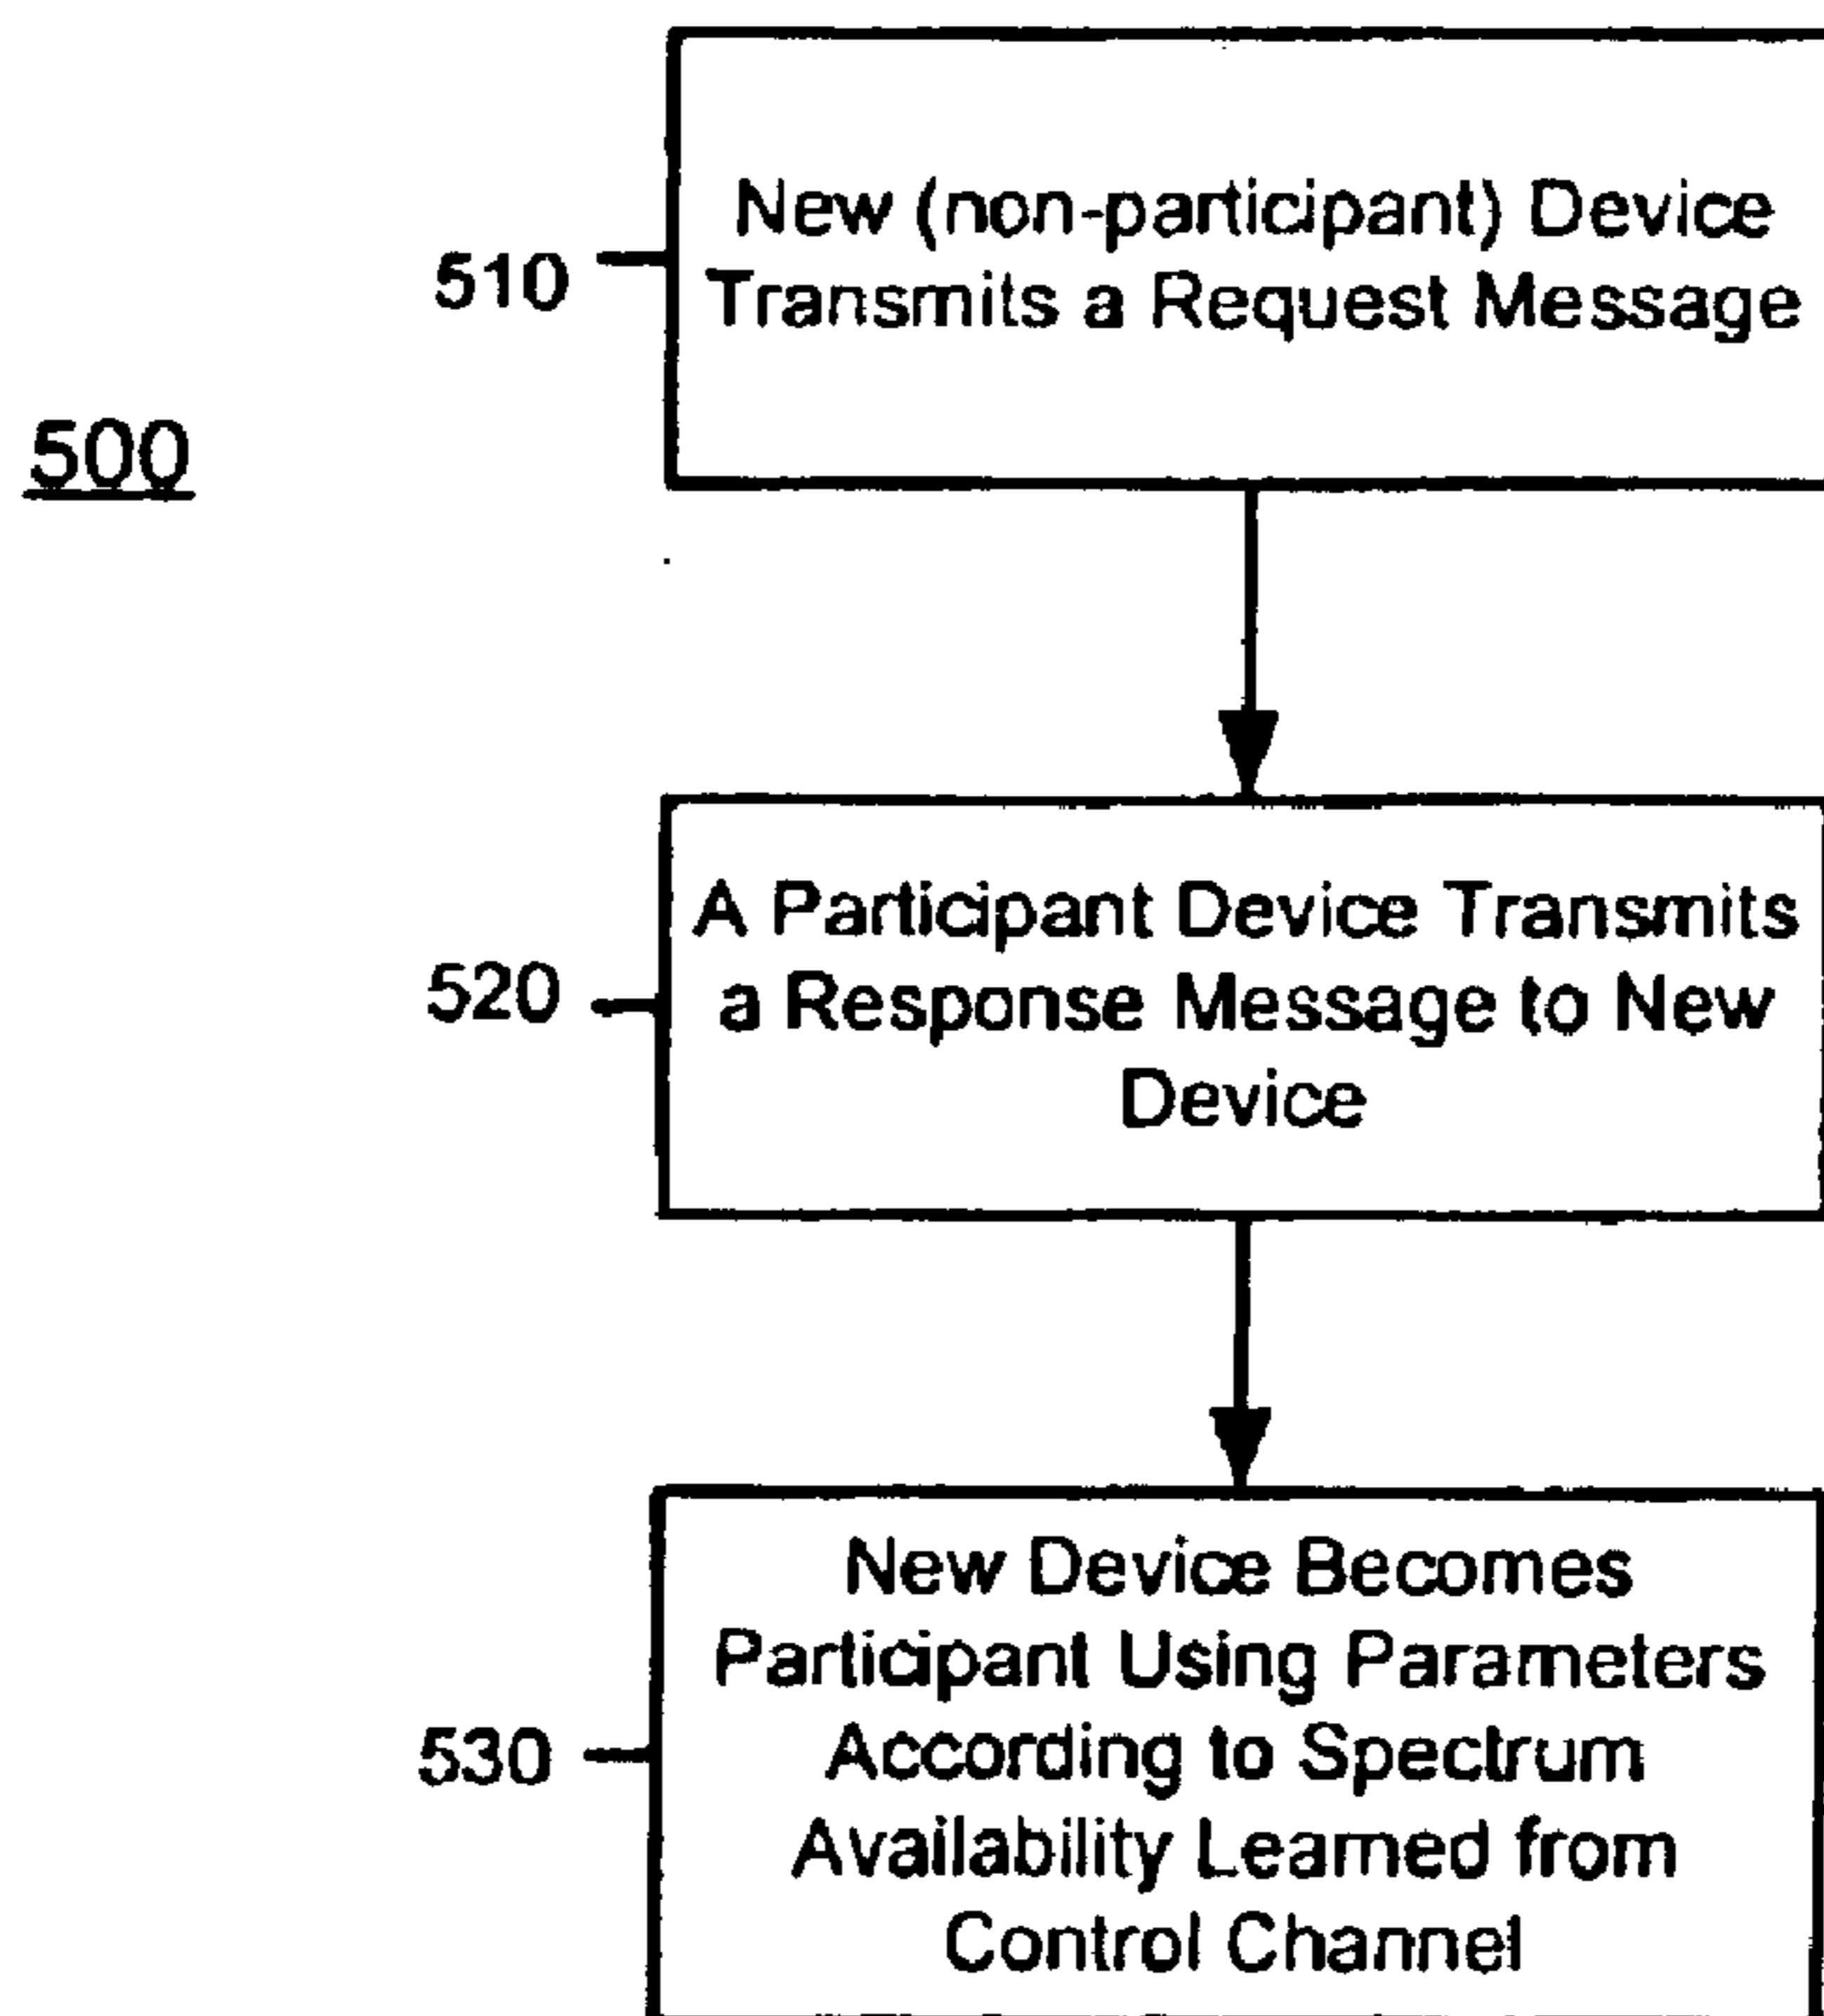 New (non-participant) Device
Transmits a Request Message
510
500
A Participant Device Transmits
a Response Message to New
Device
520
New Device Becomes
Participant Using Parameters
According to Spectrum
Availability Learned from
Control Channel
530